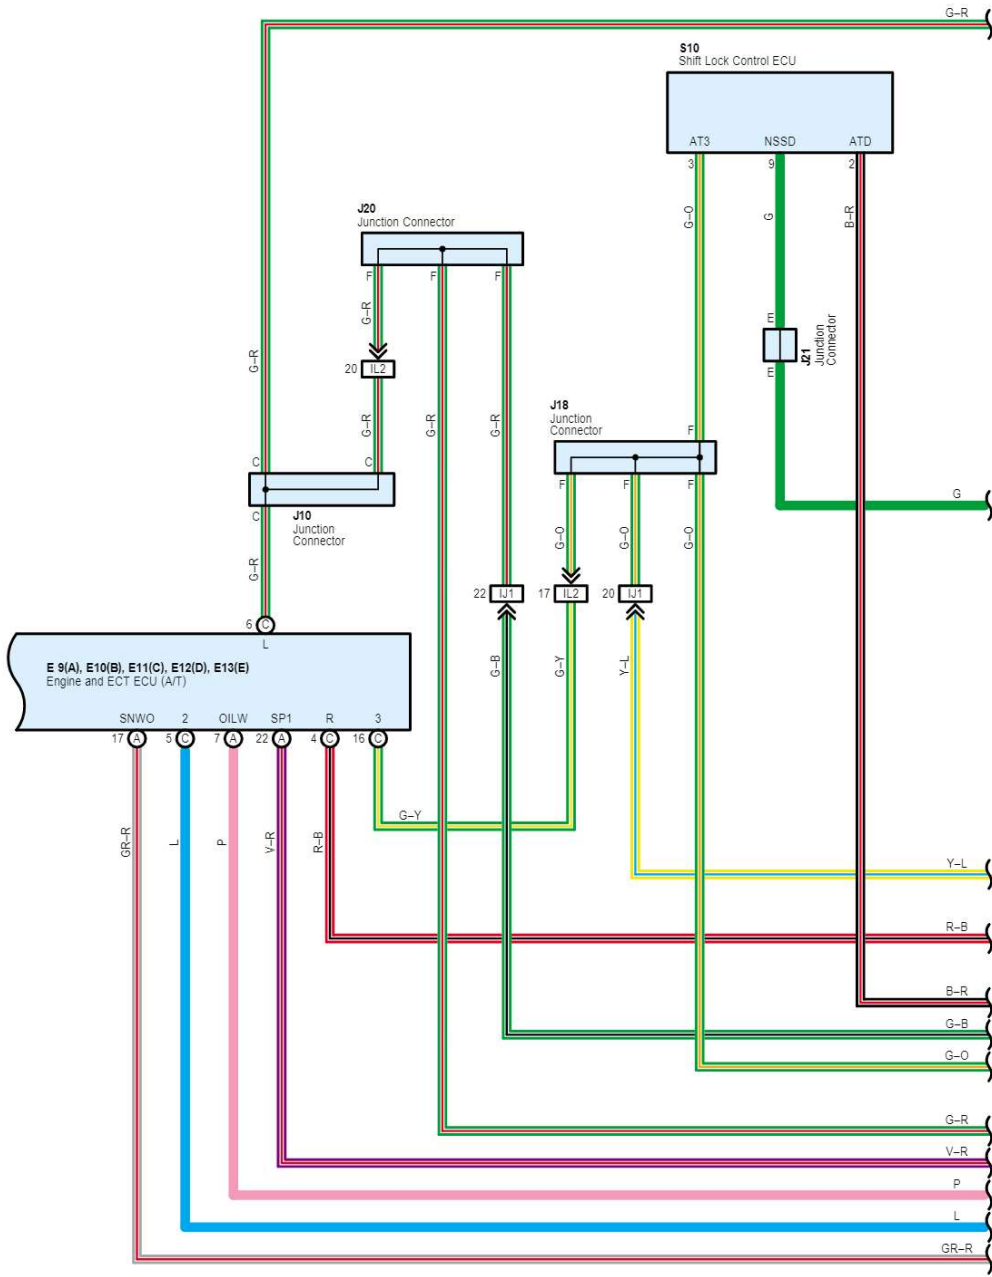 G–R
S10
Shift Lock Control ECU
AT3 NSSD ATD
3 9 2
J20
Junction Connector
G–O G B–R
F F F
G–R
E
J21
Junction
Connector
20 IL2
E
G–R
J18
Junction
Connector
G–R G–R G–R
F
C C
F F F
G
C
J10
Junction
Connector
G–O G–O G–O
G–R
22 IJ1 17 IL2 20 IJ1
6 C
L
E 9(A), E10(B), E11(C), E12(D), E13(E)
Engine and ECT ECU (A/T)
G–B G–Y Y–L
SNWO 2 OILW SP1 R 3
17 A 5 C 7 A 22 A 4 C 16 C
G–Y
GR–R L P V–R R–B
Y–L
R–B
B–R
G–B
G–O
G–R
V–R
P
L
GR–R